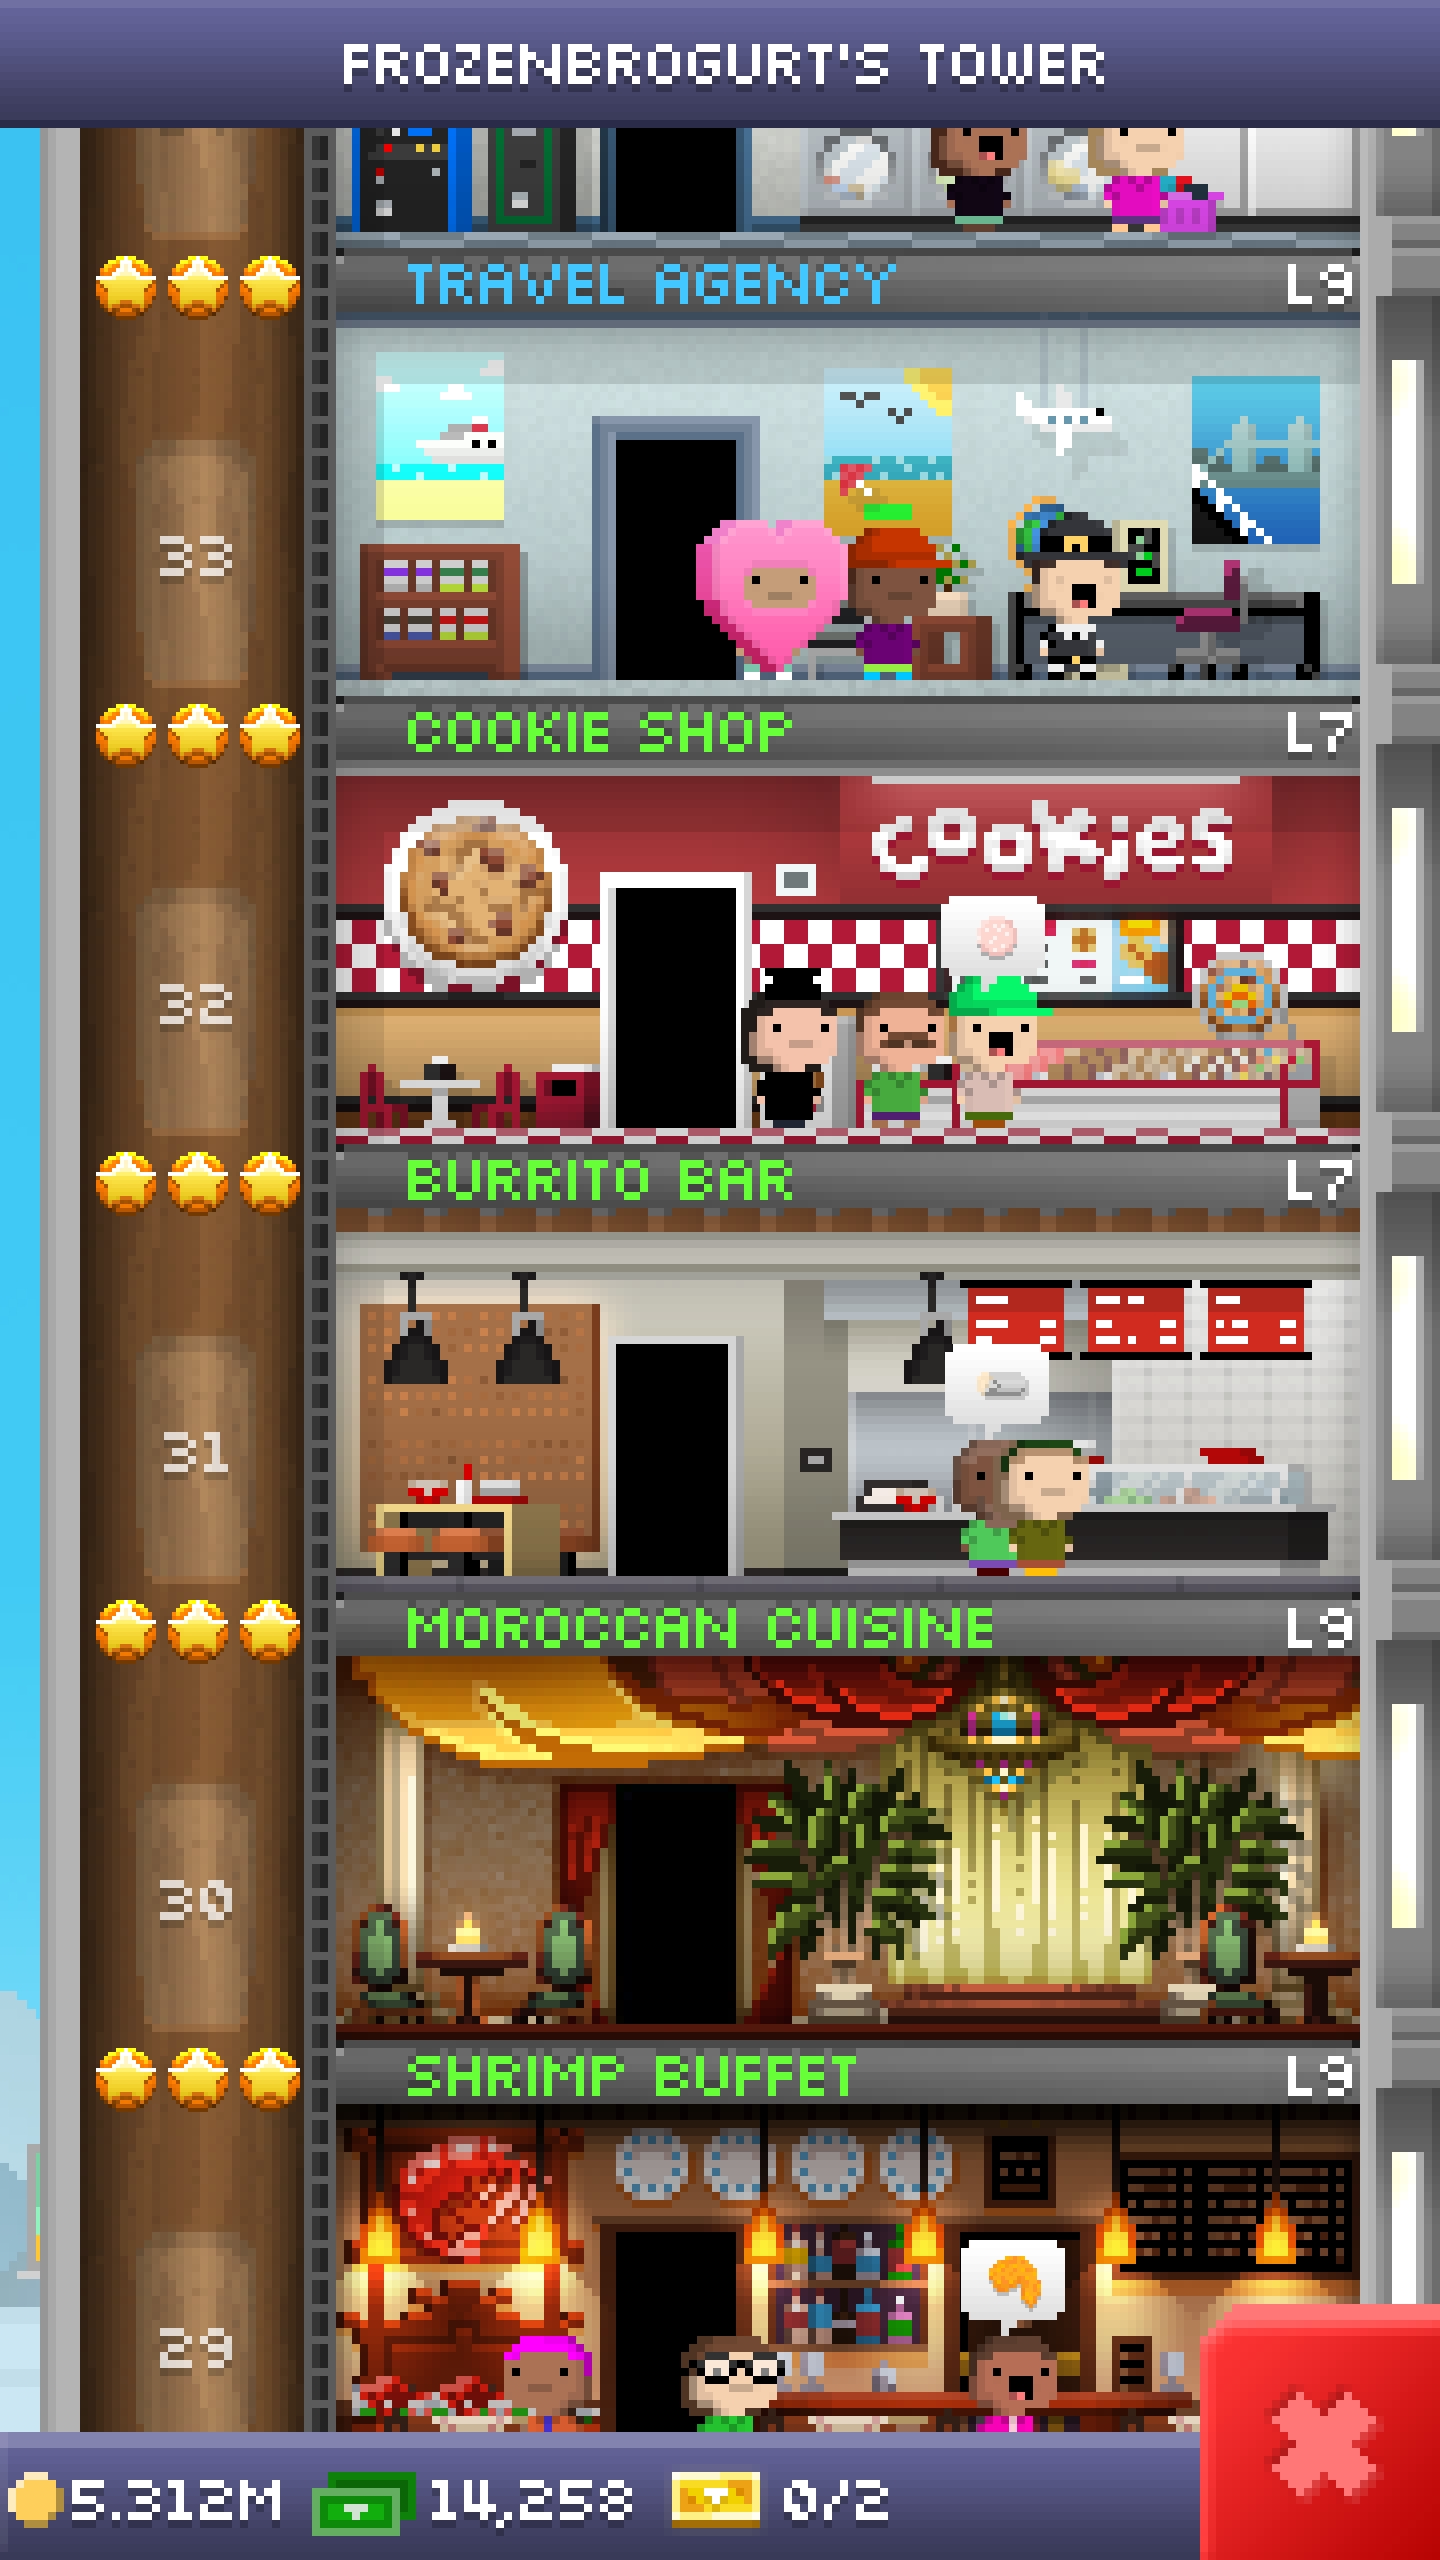 FROZENBROGURT'S TOWER
TRAVEL AGENCY L9
33
COOKIE SHOP L7
cookies
32
BURRITO BAR L7
31
MOROCCAN CUISINE L9
30
SHRIMP BUFFET L9
29
5.312M 14,258 0/2